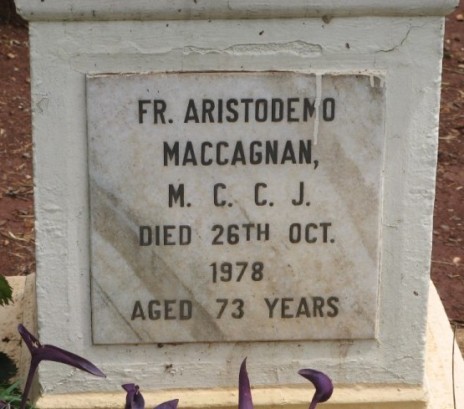 FR. ARISTODEMO
MACCAGNAN,
M. C. C. J.
DIED 26TH OCT.
1978
AGED 73 YEARS